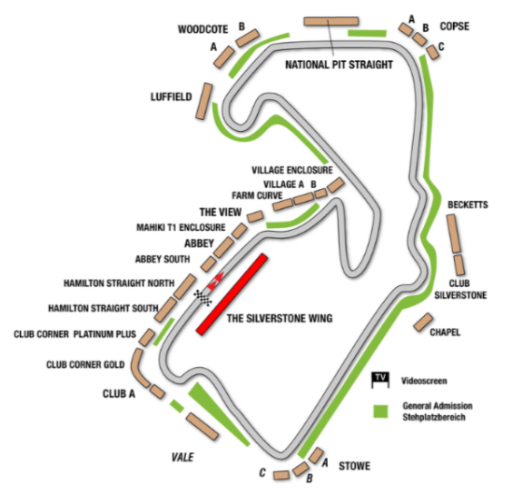 WOODCOTE
B
A
A
B
C
COPSE
NATIONAL PIT STRAIGHT
LUFFIELD
VILLAGE ENCLOSURE
VILLAGE A B
FARM CURVE
THE VIEW
MAHIKI T1 ENCLOSURE
ABBEY
ABBEY SOUTH
HAMILTON STRAIGHT NORTH
HAMILTON STRAIGHT SOUTH
CLUB CORNER PLATINUM PLUS
CLUB CORNER GOLD
CLUB A
THE SILVERSTONE WING
BECKETTS
CLUB
SILVERSTONE
CHAPEL
TV Videoscreen
General Admission
Stehplatzbereich
VALE
C
B
A
STOWE